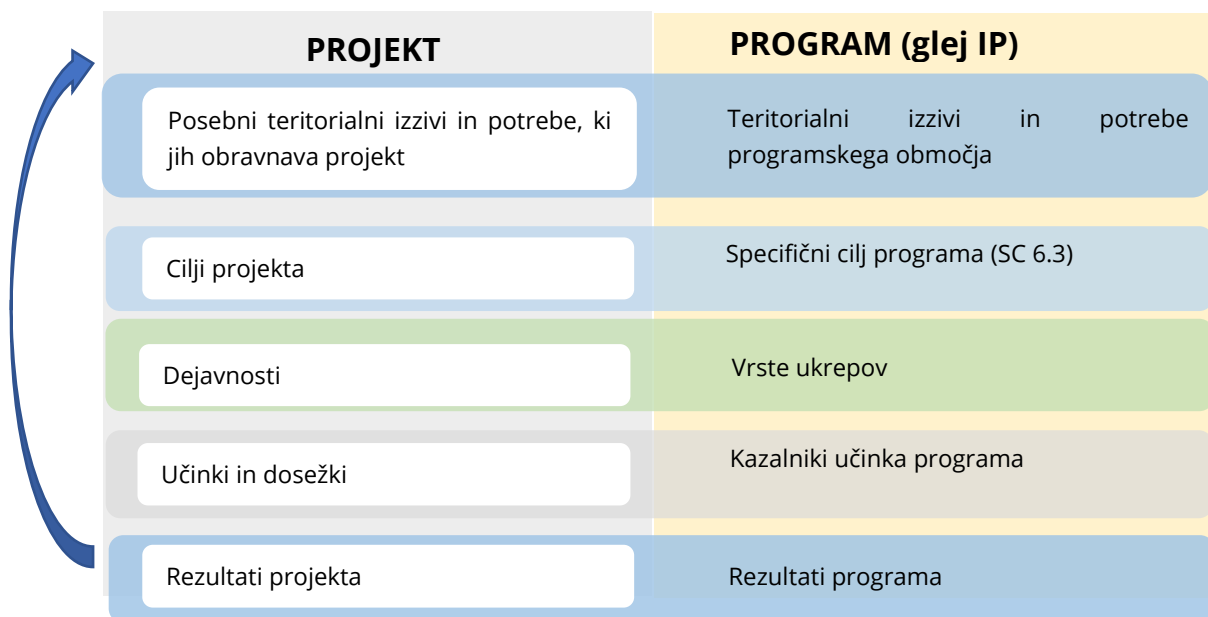 PROJEKT
PROGRAM (glej IP)
Posebni teritorialni izzivi in potrebe, ki
jih obravnava projekt
Teritorialni izzivi in potrebe
programskega območja
Cilji projekta
Specifični cilj programa (SC 6.3)
Dejavnosti
Vrste ukrepov
Učinki in dosežki
Kazalniki učinka programa
Rezultati projekta
Rezultati programa